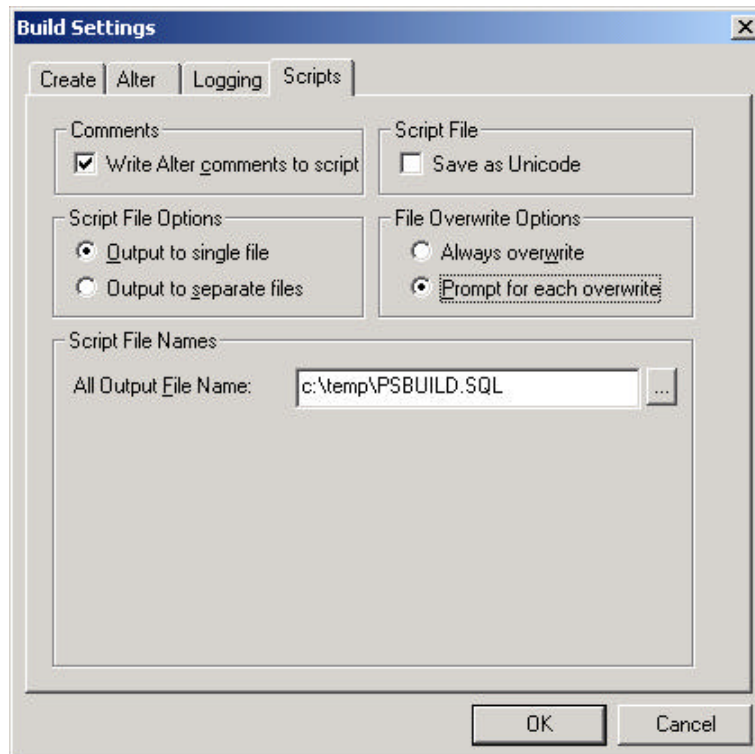 Build Settings
Create Alter Logging Scripts
Comments
Write Alter comments to script
Script File
Save as Unicode
Script File Options
Output to single file
Output to separate files
File Overwrite Options
Always overwrite
Prompt for each overwrite
Script File Names
All Output File Name: c:\temp\PSBUILD.SQL ...
OK Cancel